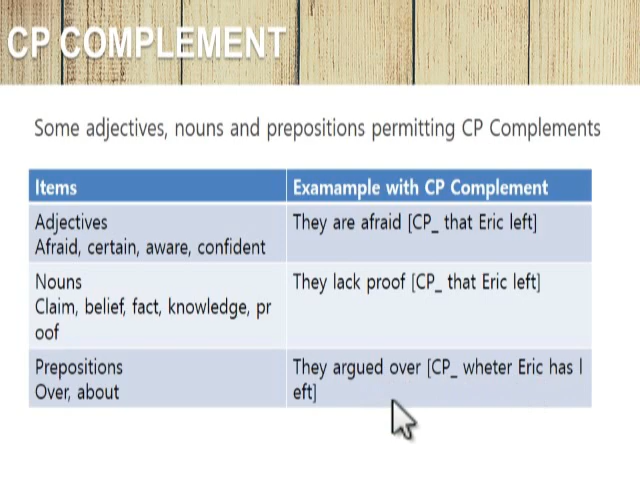 CP COMPLEMENT
Some adjectives, nouns and prepositions permitting CP Complements
Items
Examample with CP Complement
Adjectives
Afraid, certain, aware, confident
They are afraid [CP_ that Eric left]
Nouns
Claim, belief, fact, knowledge, pr
oof
They lack proof [CP_ that Eric left]
Prepositions
Over, about
They argued over [CP_ wheter Eric has l
eft]